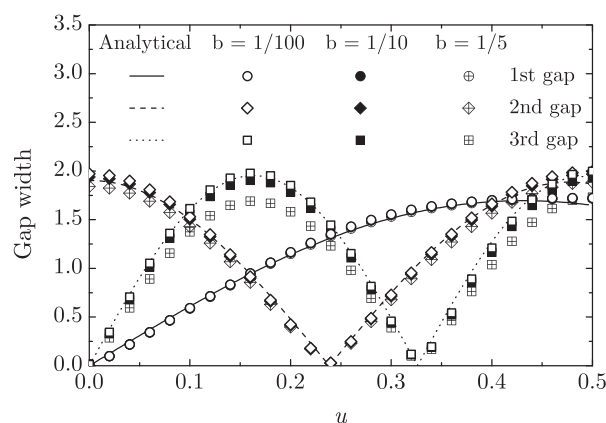 3.5
Analytical b = 1/100 b = 1/10 b = 1/5
3.0
1st gap
2.5
2nd gap
3rd gap
2.0
1.5
1.0
0.5
0.0
Gap width
0.0 0.1 0.2 0.3 0.4 0.5
u